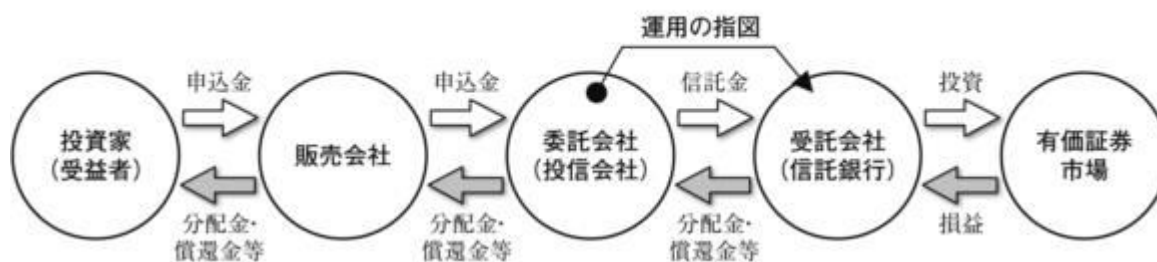 運用の指図
申込金
申込金
信託金
投資
投資家
(受益者)
販売会社
委託会社
(投信会社)
受託会社
(信託銀行)
有価証券
市場
分配金・
償還金等
分配金・
償還金等
分配金・
償還金等
損益